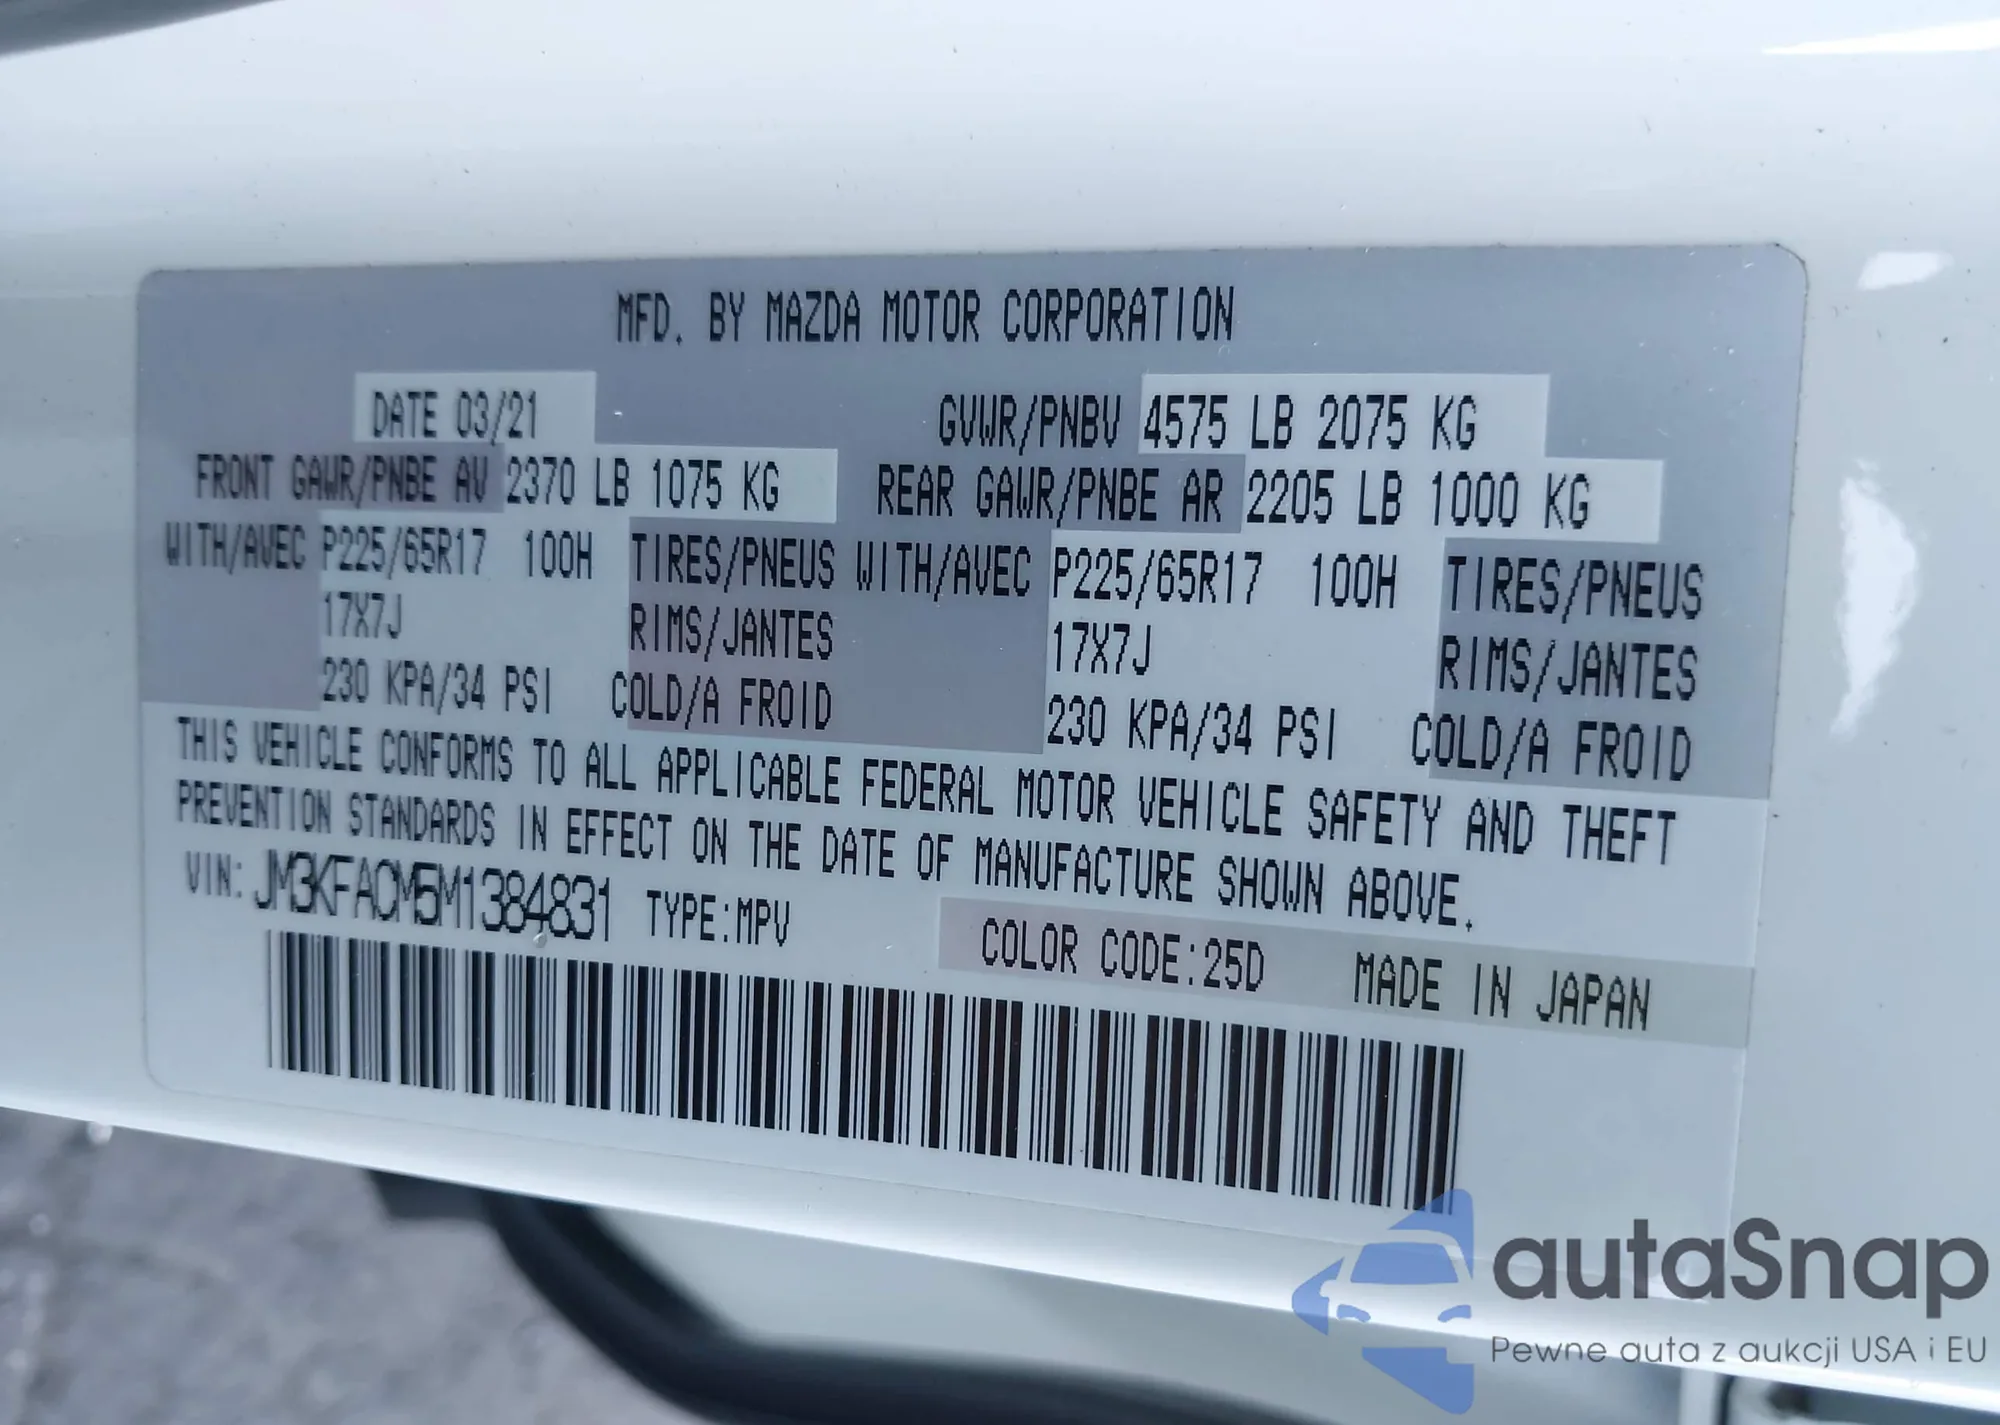 MFD. BY MAZDA MOTOR CORPORATION
DATE 03/21 GVWR/PNBV 4575 LB 2075 KG
FRONT GAWR/PNBE AV 2370 LB 1075 KG REAR GAWR/PNBE AR 2205 LB 1000 KG
WITH/AVEC P225/65R17 100H TIRES/PNEUS WITH/AVEC P225/65R17 100H TIRES/PNEUS
17X7J RIMS/JANTES 17X7J RIMS/JANTES
230 KPA/34 PSI COLD/A FROID 230 KPA/34 PSI COLD/A FROID
THIS VEHICLE CONFORMS TO ALL APPLICABLE FEDERAL MOTOR VEHICLE SAFETY AND THEFT
PREVENTION STANDARDS IN EFFECT ON THE DATE OF MANUFACTURE SHOWN ABOVE.
VIN: JM3KFACM5M1384831 TYPE:MPV
COLOR CODE:25D MADE IN JAPAN
autaSnap
Pewne auta z aukcji USA i EU